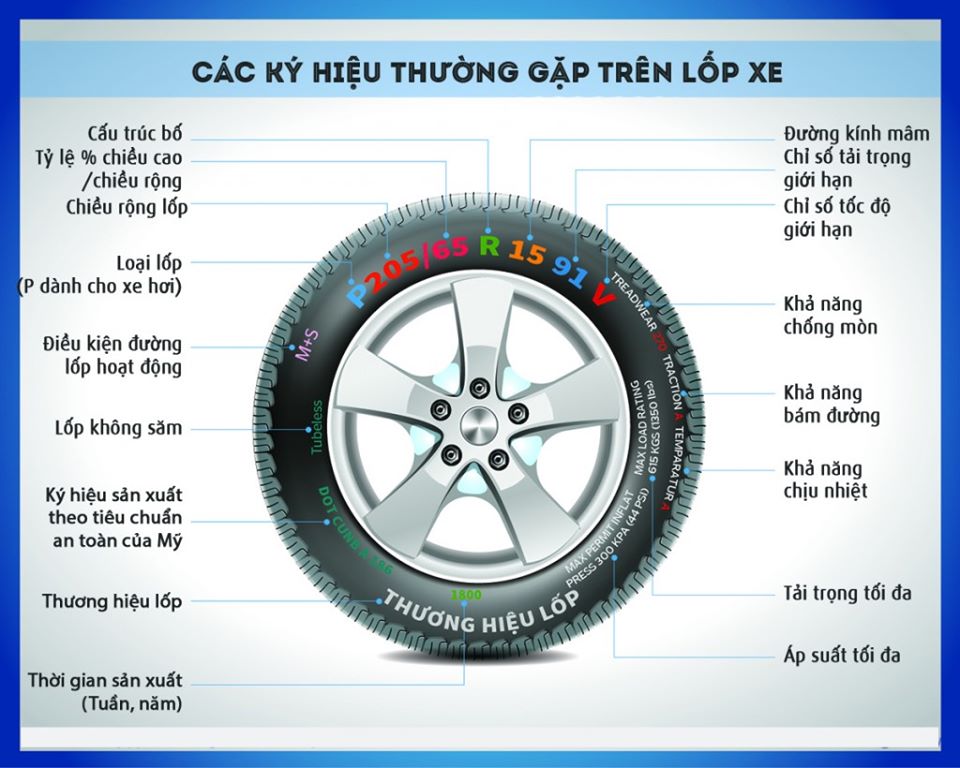 CÁC KÝ HIỆU THƯỜNG GẶP TRÊN LỐP XE
Cấu trúc bố
Tỷ lệ % chiều cao
/chiều rộng
Chiều rộng lốp
Loại lốp
(P dành cho xe hơi)
Điều kiện đường
lốp hoạt động
Lốp không săm
Ký hiệu sản xuất
theo tiêu chuẩn
an toàn của Mỹ
Thương hiệu lốp
Thời gian sản xuất
(Tuần, năm)
P205/65 R 15 91 V
TREADWEAR 270 TRACTION A TEMPARATUR A
M+S
Tubeless
DOT CUNB A 196
1800
THƯƠNG HIỆU LỐP
MAX LOAD RATING
615 KGS (1350 lbs)
MAX PERMIT INFLAT
PRESS 300 KPA (44 PSI)
Đường kính mâm
Chỉ số tải trọng
giới hạn
Chỉ số tốc độ
giới hạn
Khả năng
chống mòn
Khả năng
bám đường
Khả năng
chịu nhiệt
Tải trọng tối đa
Áp suất tối đa